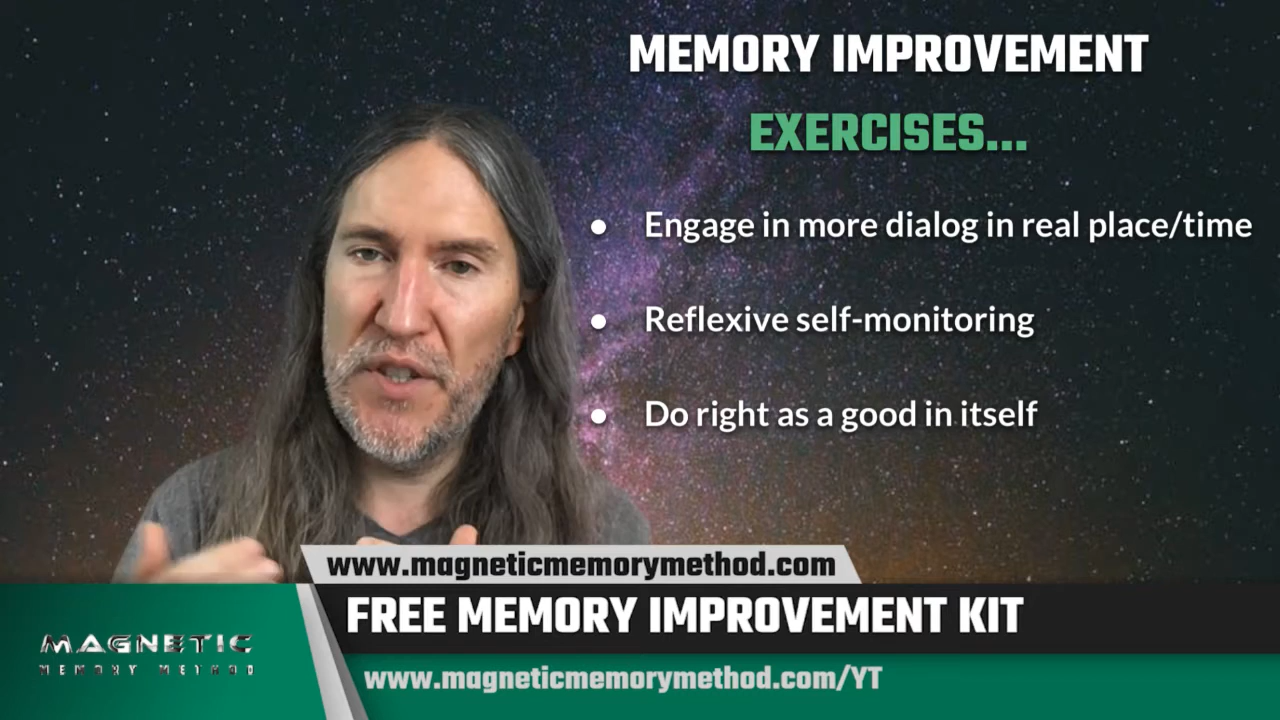 MEMORY IMPROVEMENT
EXERCISES...
● Engage in more dialog in real place/time
● Reflexive self-monitoring
● Do right as a good in itself
www.magneticmemorymethod.com
FREE MEMORY IMPROVEMENT KIT
MAGNETIC
MEMORY METHOD
www.magneticmemorymethod.com/YT